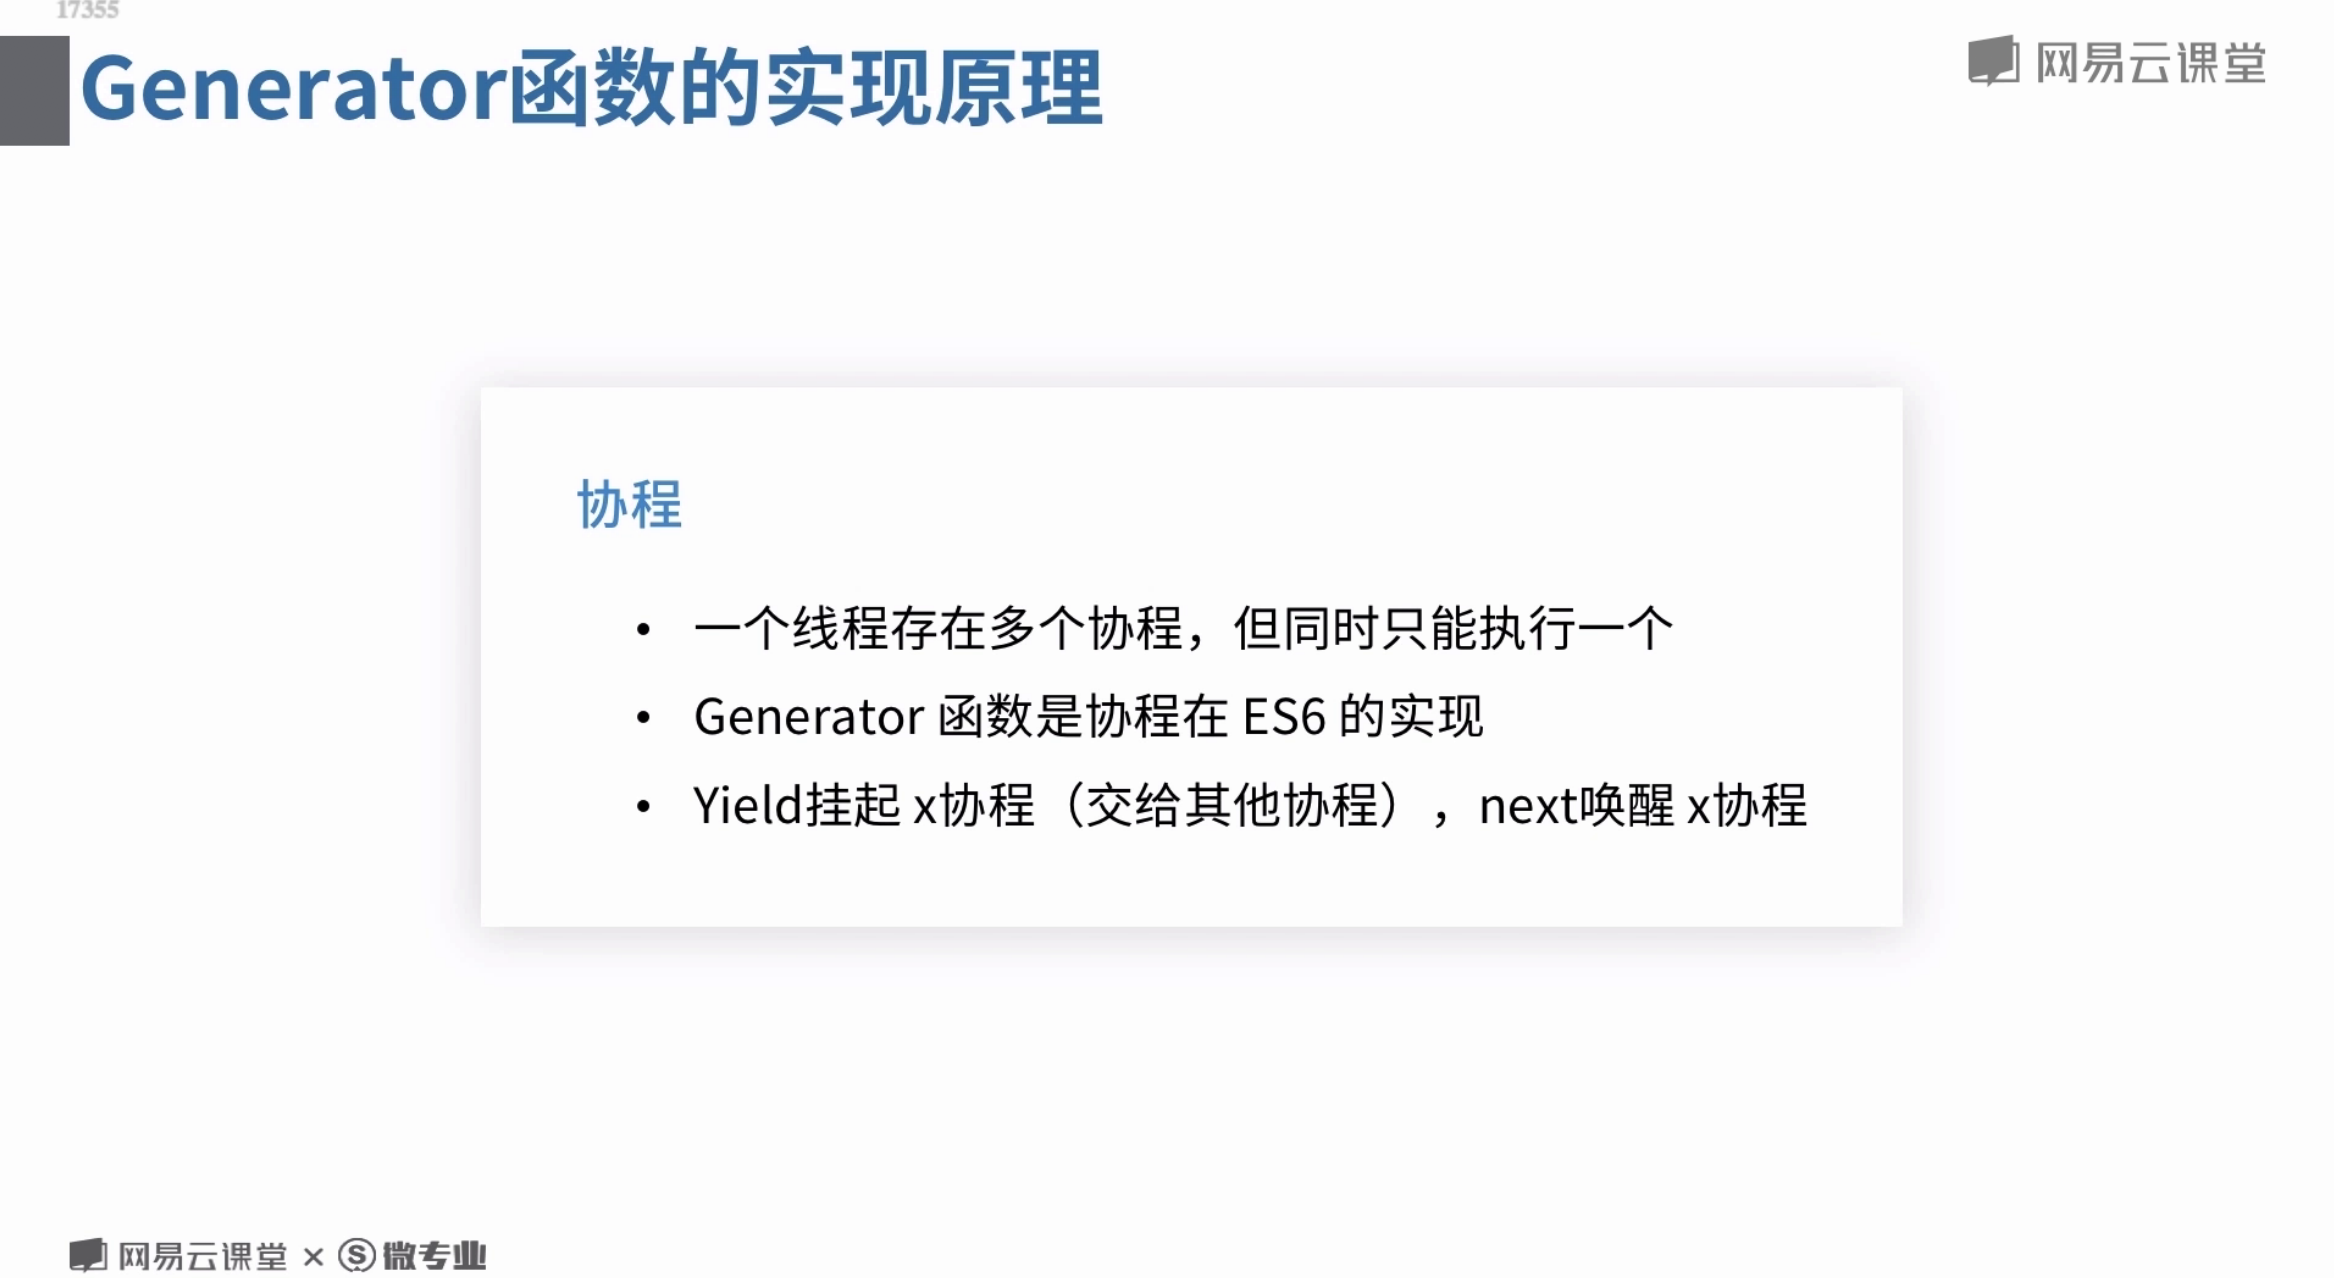 17355
Generator函数的实现原理
网易云课堂
协程
• 一个线程存在多个协程，但同时只能执行一个
• Generator 函数是协程在 ES6 的实现
• Yield挂起 x协程（交给其他协程），next唤醒 x协程
网易云课堂 × S 微专业